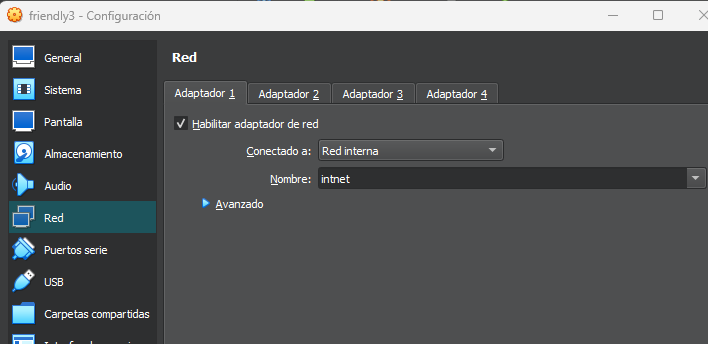 friendly3 - Configuración
General
Sistema
Pantalla
Almacenamiento
Audio
Red
Puertos serie
USB
Carpetas compartidas
Red
Adaptador 1 Adaptador 2 Adaptador 3 Adaptador 4
Habilitar adaptador de red
Conectado a: Red interna
Nombre: intnet
Avanzado